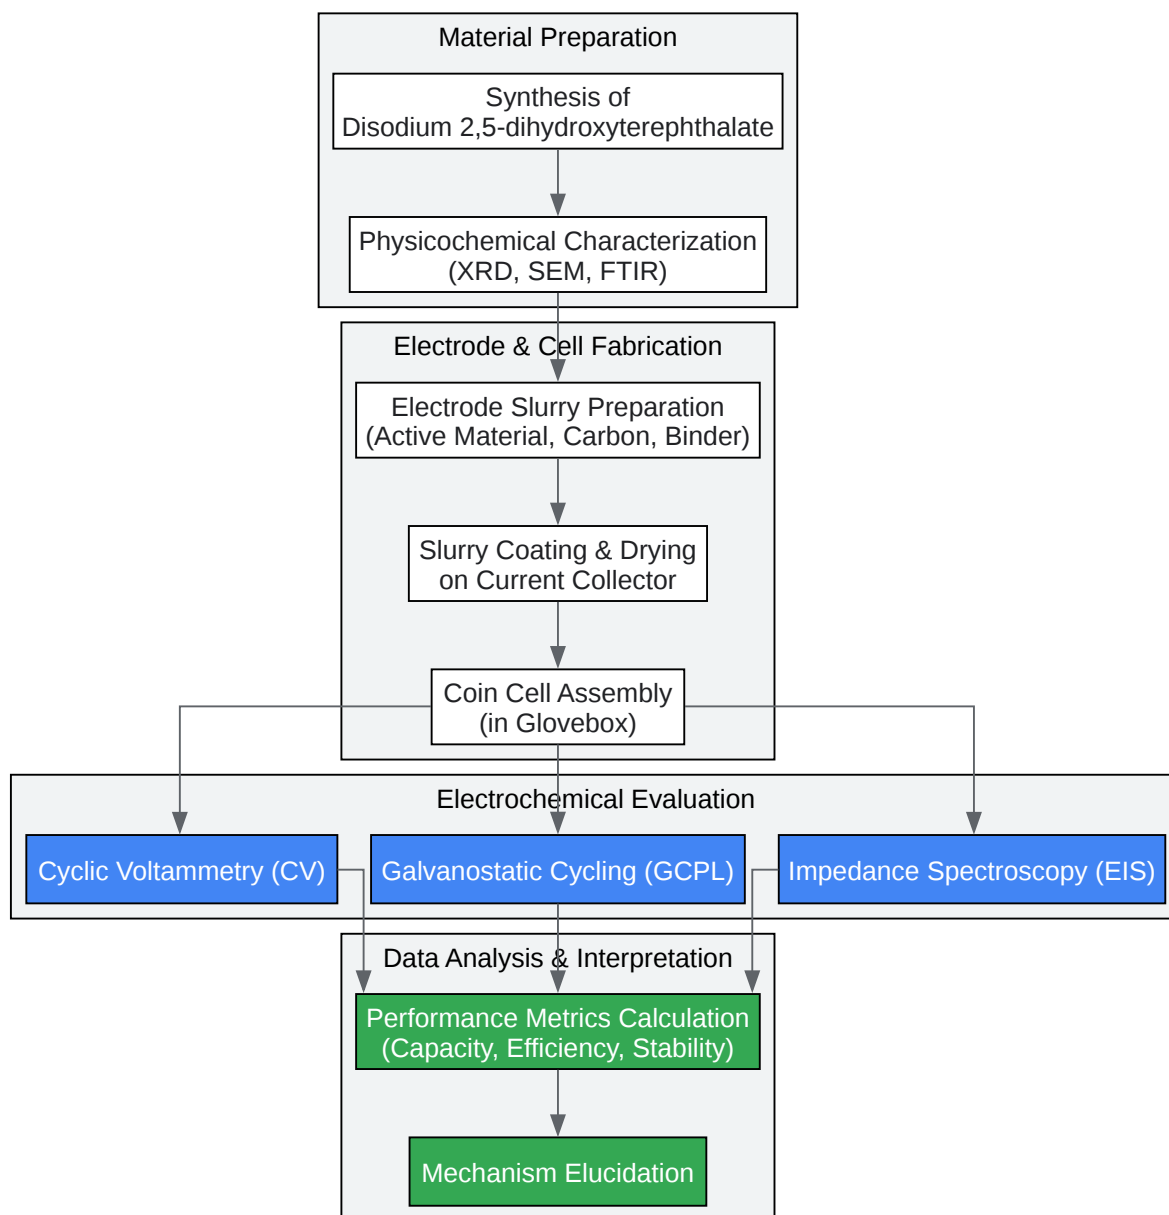 Material Preparation
Synthesis of
Disodium 2,5-dihydroxyterephthalate
Physicochemical Characterization
(XRD, SEM, FTIR)
Electrode & Cell Fabrication
Electrode Slurry Preparation
(Active Material, Carbon, Binder)
Slurry Coating & Drying
on Current Collector
Coin Cell Assembly
(in Glovebox)
Electrochemical Evaluation
Cyclic Voltammetry (CV)
Galvanostatic Cycling (GCPL)
Impedance Spectroscopy (EIS)
Data Analysis & Interpretation
Performance Metrics Calculation
(Capacity, Efficiency, Stability)
Mechanism Elucidation